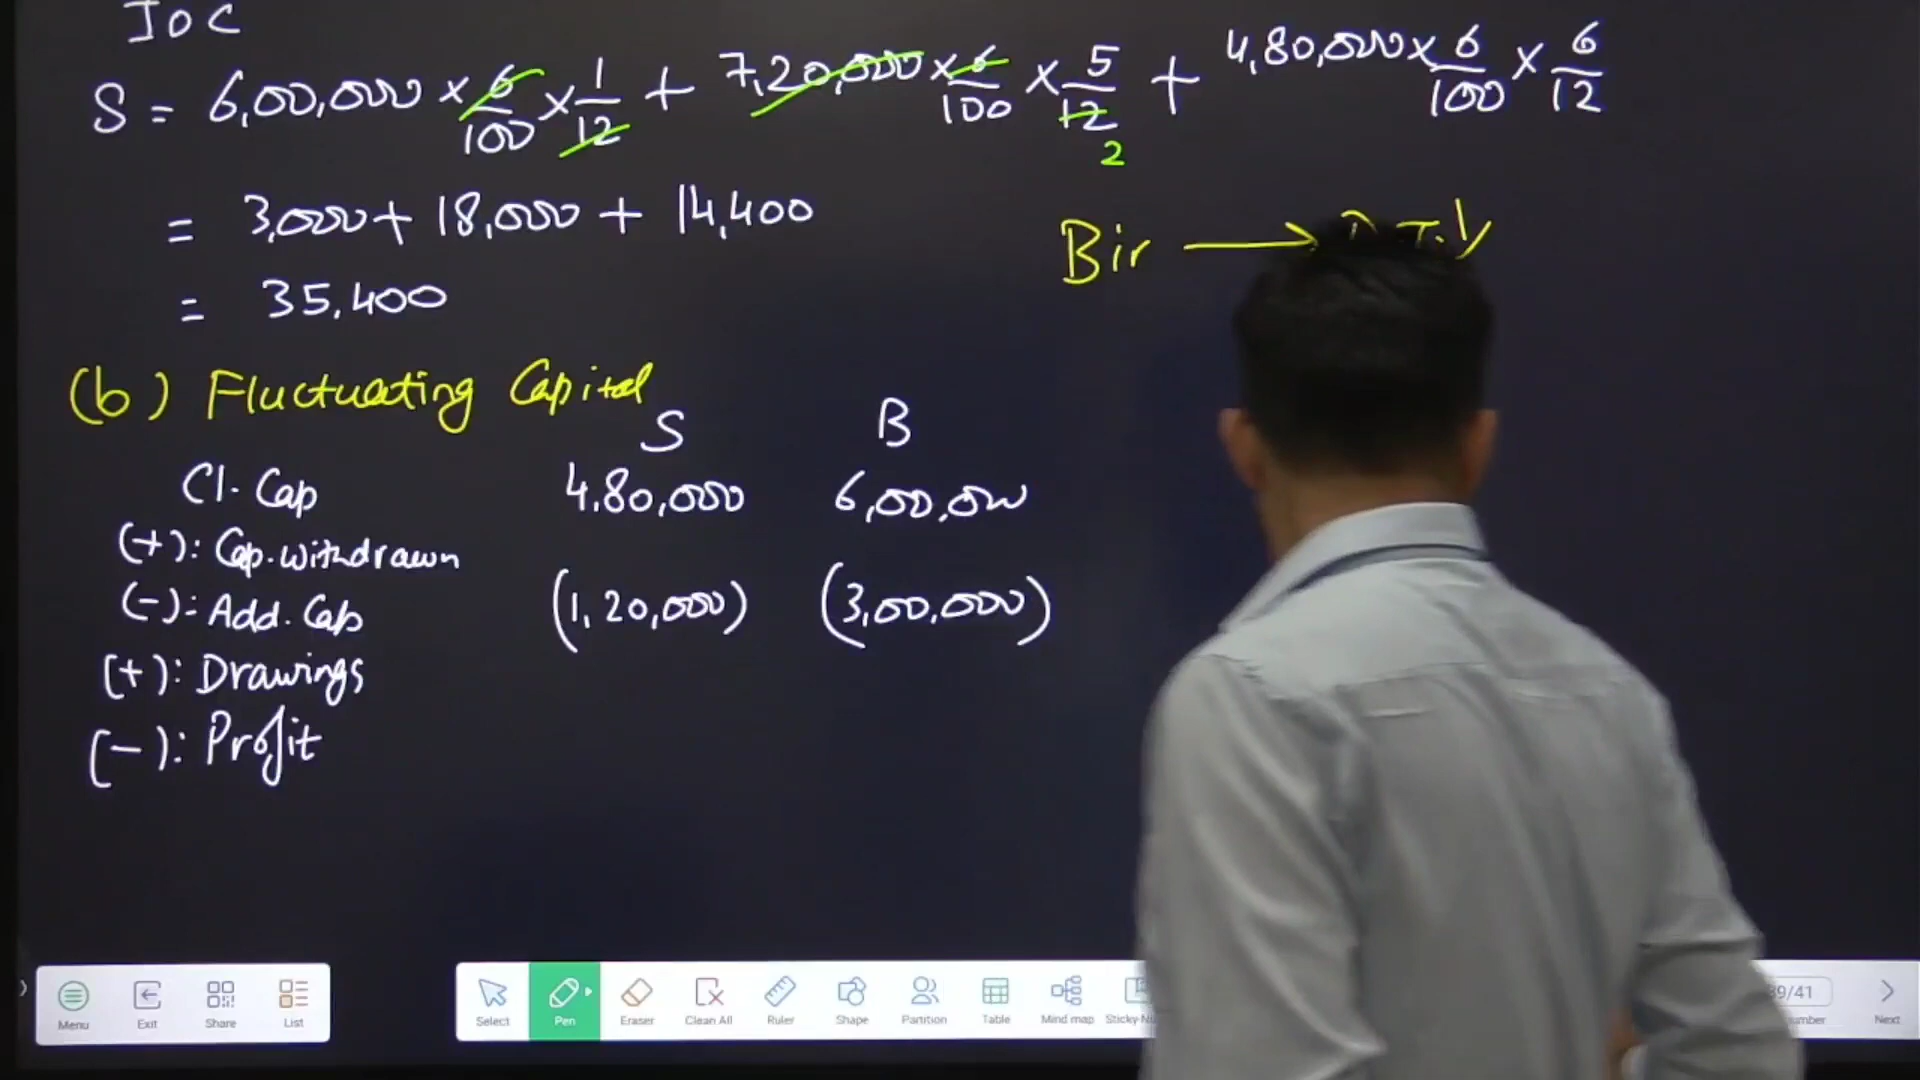 IOC
S = 6,00,000 × 6/100 × 1/12 + 7,20,000 × 6/100 × 5/12 + 4,80,000 × 6/100 × 6/12
2
= 3,000 + 18,000 + 14,400
Bir →
= 35,400
(b) Fluctuating Capital
S B
Cl. Cap 4,80,000 6,00,000
(+): Cap. Withdrawn
(-): Add. Cap (1,20,000) (3,00,000)
(+): Drawings
(-): Profit
Menu Exit Share List Select Pen Eraser Clean All Ruler Shape Partition Table Mind map Sticky 39/41 Next